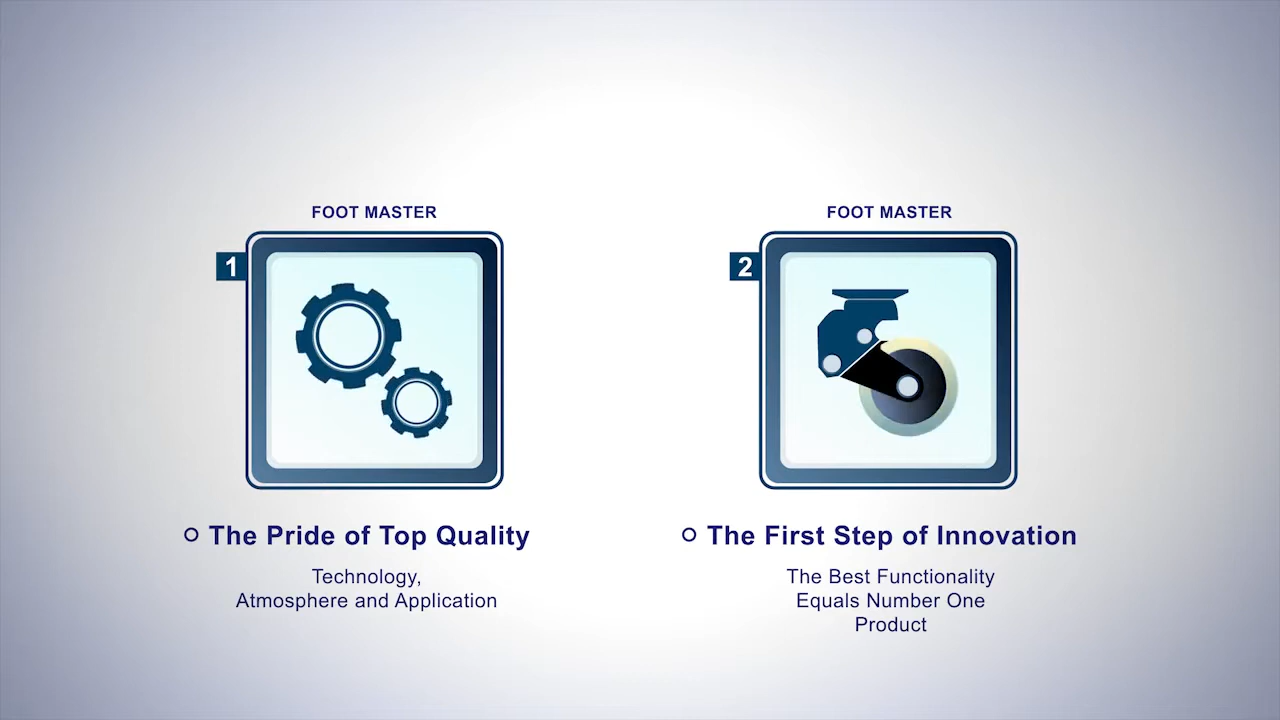 FOOT MASTER
1
The Pride of Top Quality
Technology,
Atmosphere and Application
FOOT MASTER
2
The First Step of Innovation
The Best Functionality
Equals Number One
Product